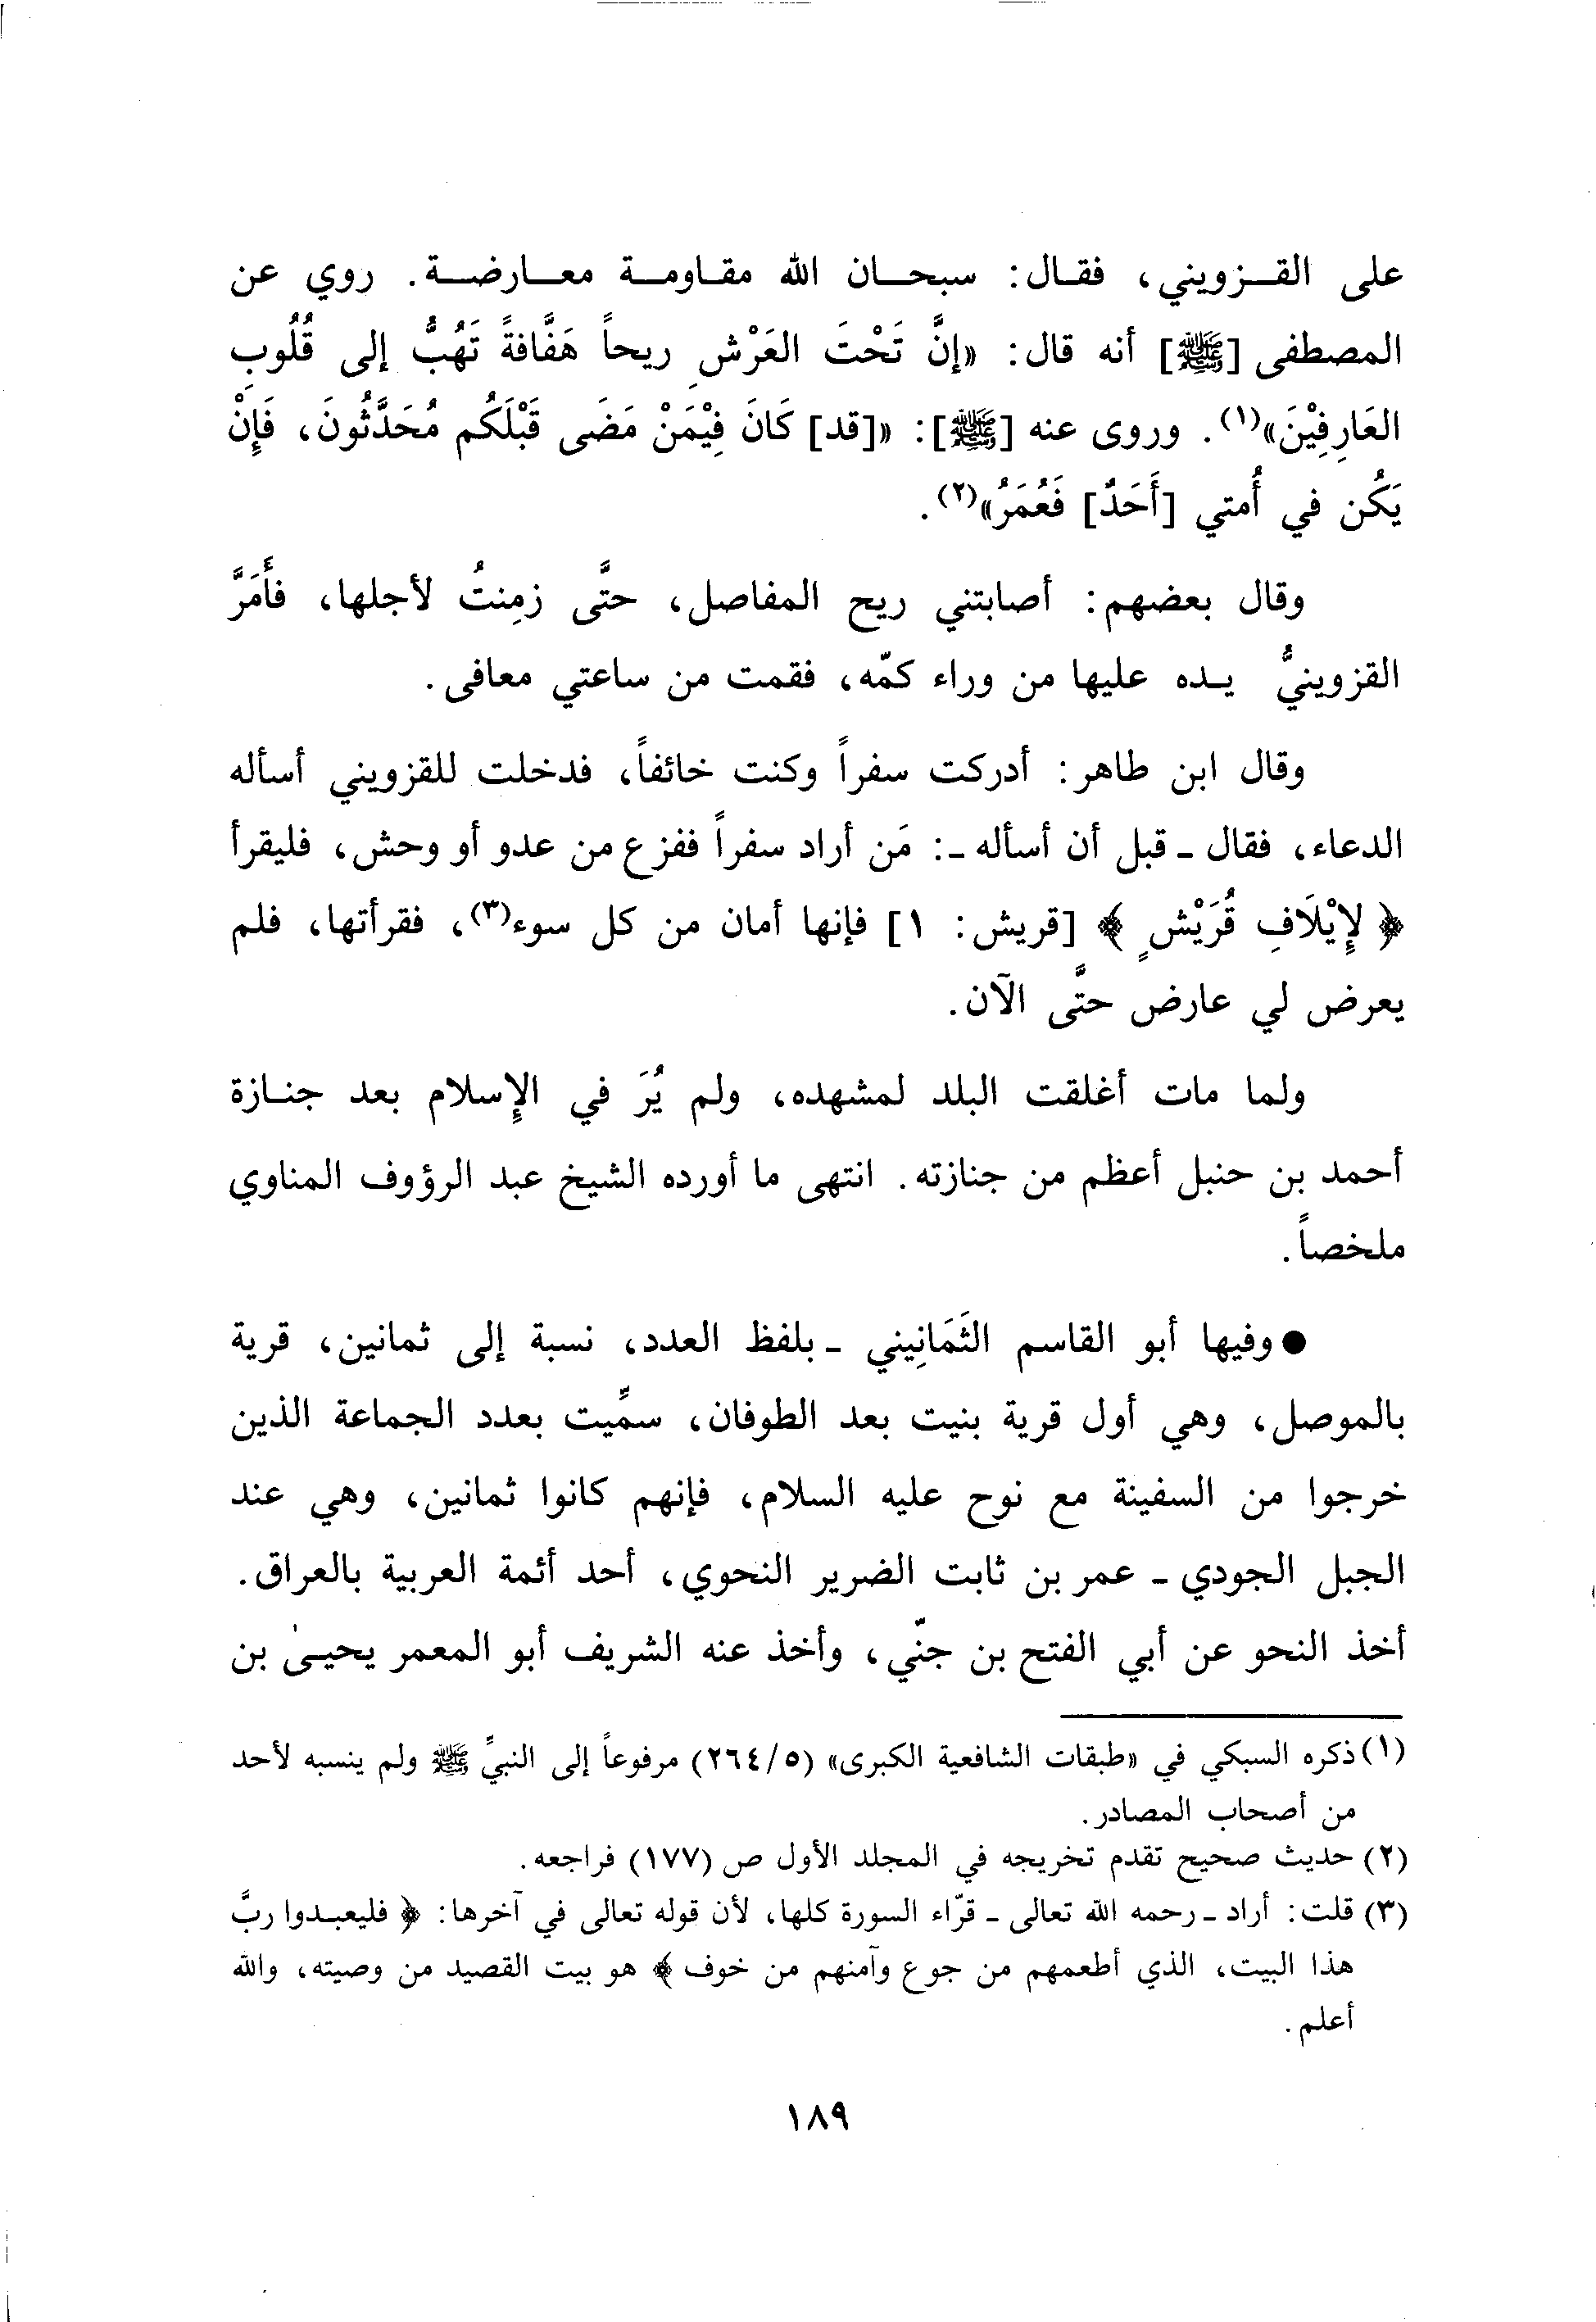 على القـزويني، فقـال: سبحـان الله مقـاومـة معـارضـة. روي عن
المصطفى [ﷺ] أنه قال: «إنَّ تَحْتَ العَرْشِ ريحاً هَفَّافةً تَهُبُّ إلى قُلُوبِ
العَارِفِيْنَ»(١). وروى عنه [ﷺ]: «[قد] كَانَ فِيْمَنْ مَضَى قَبْلَكُم مُحَدَّثُونَ، فَإِنْ
يَكُن في أُمتي [أَحَدٌ] فَعُمَرُ»(٢).
وقال بعضهم: أصابتني ريح المفاصل، حتَّى زمِنتُ لأجلها، فأَمَرَّ
القزوينيُّ يـده عليها من وراء كمّه، فقمت من ساعتي معافى.
وقال ابن طاهر: أدركت سفراً وكنت خائفاً، فدخلت للقزويني أسأله
الدعاء، فقال ـ قبل أن أسأله ـ: مَن أراد سفراً ففزع من عدو أو وحش، فليقرأ
﴿ لإِيْلَافِ قُرَيْشٍ ﴾ [قريش: ١] فإنها أمان من كل سوء(٣)، فقرأتها، فلم
يعرض لي عارض حتَّى الآن.
ولما مات أغلقت البلد لمشهده، ولم يُرَ في الإسلام بعد جنـازة
أحمد بن حنبل أعظم من جنازته. انتهى ما أورده الشيخ عبد الرؤوف المناوي
ملخصاً.
● وفيها أبو القاسم الثَمَانِيني ـ بلفظ العدد، نسبة إلى ثمانين، قرية
بالموصل، وهي أول قرية بنيت بعد الطوفان، سمِّيت بعدد الجماعة الذين
خرجوا من السفينة مع نوح عليه السلام، فإنهم كانوا ثمانين، وهي عند
الجبل الجودي ـ عمر بن ثابت الضرير النحوي، أحد أئمة العربية بالعراق.
أخذ النحو عن أبي الفتح بن جنّي، وأخذ عنه الشريف أبو المعمر يحيـىٰ بن
(١) ذكره السبكي في «طبقات الشافعية الكبرى» (٥/٢٦٤) مرفوعاً إلى النبيِّ ﷺ ولم ينسبه لأحد
من أصحاب المصادر.
(٢) حديث صحيح تقدم تخريجه في المجلد الأول ص (١٧٧) فراجعه.
(٣) قلت: أراد ـ رحمه الله تعالى ـ قرّاء السورة كلها، لأن قوله تعالى في آخرها: ﴿ فليعبـدوا ربَّ
هذا البيت، الذي أطعمهم من جوع وآمنهم من خوف ﴾ هو بيت القصيد من وصيته، والله
أعلم.
١٨٩